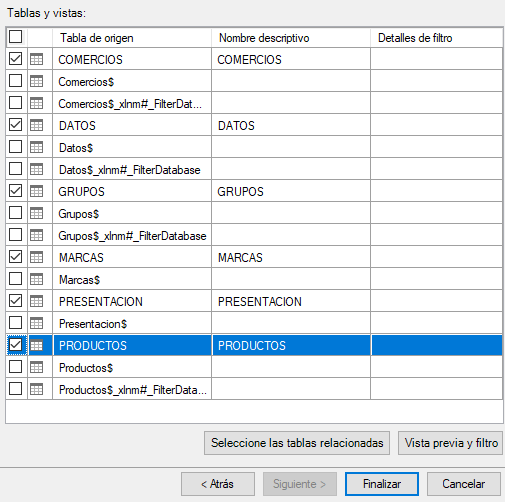 Tablas y vistas:
Tabla de origen Nombre descriptivo Detalles de filtro
COMERCIOS COMERCIOS
Comercios$
Comercios$_xlnm#_FilterDat...
DATOS DATOS
Datos$
Datos$_xlnm#_FilterDatabase
GRUPOS GRUPOS
Grupos$
Grupos$_xlnm#_FilterDatabase
MARCAS MARCAS
Marcas$
PRESENTACION PRESENTACION
Presentacion$
PRODUCTOS PRODUCTOS
Productos$
Productos$_xlnm#_FilterData...
Seleccione las tablas relacionadas Vista previa y filtro
< Atrás Siguiente > Finalizar Cancelar